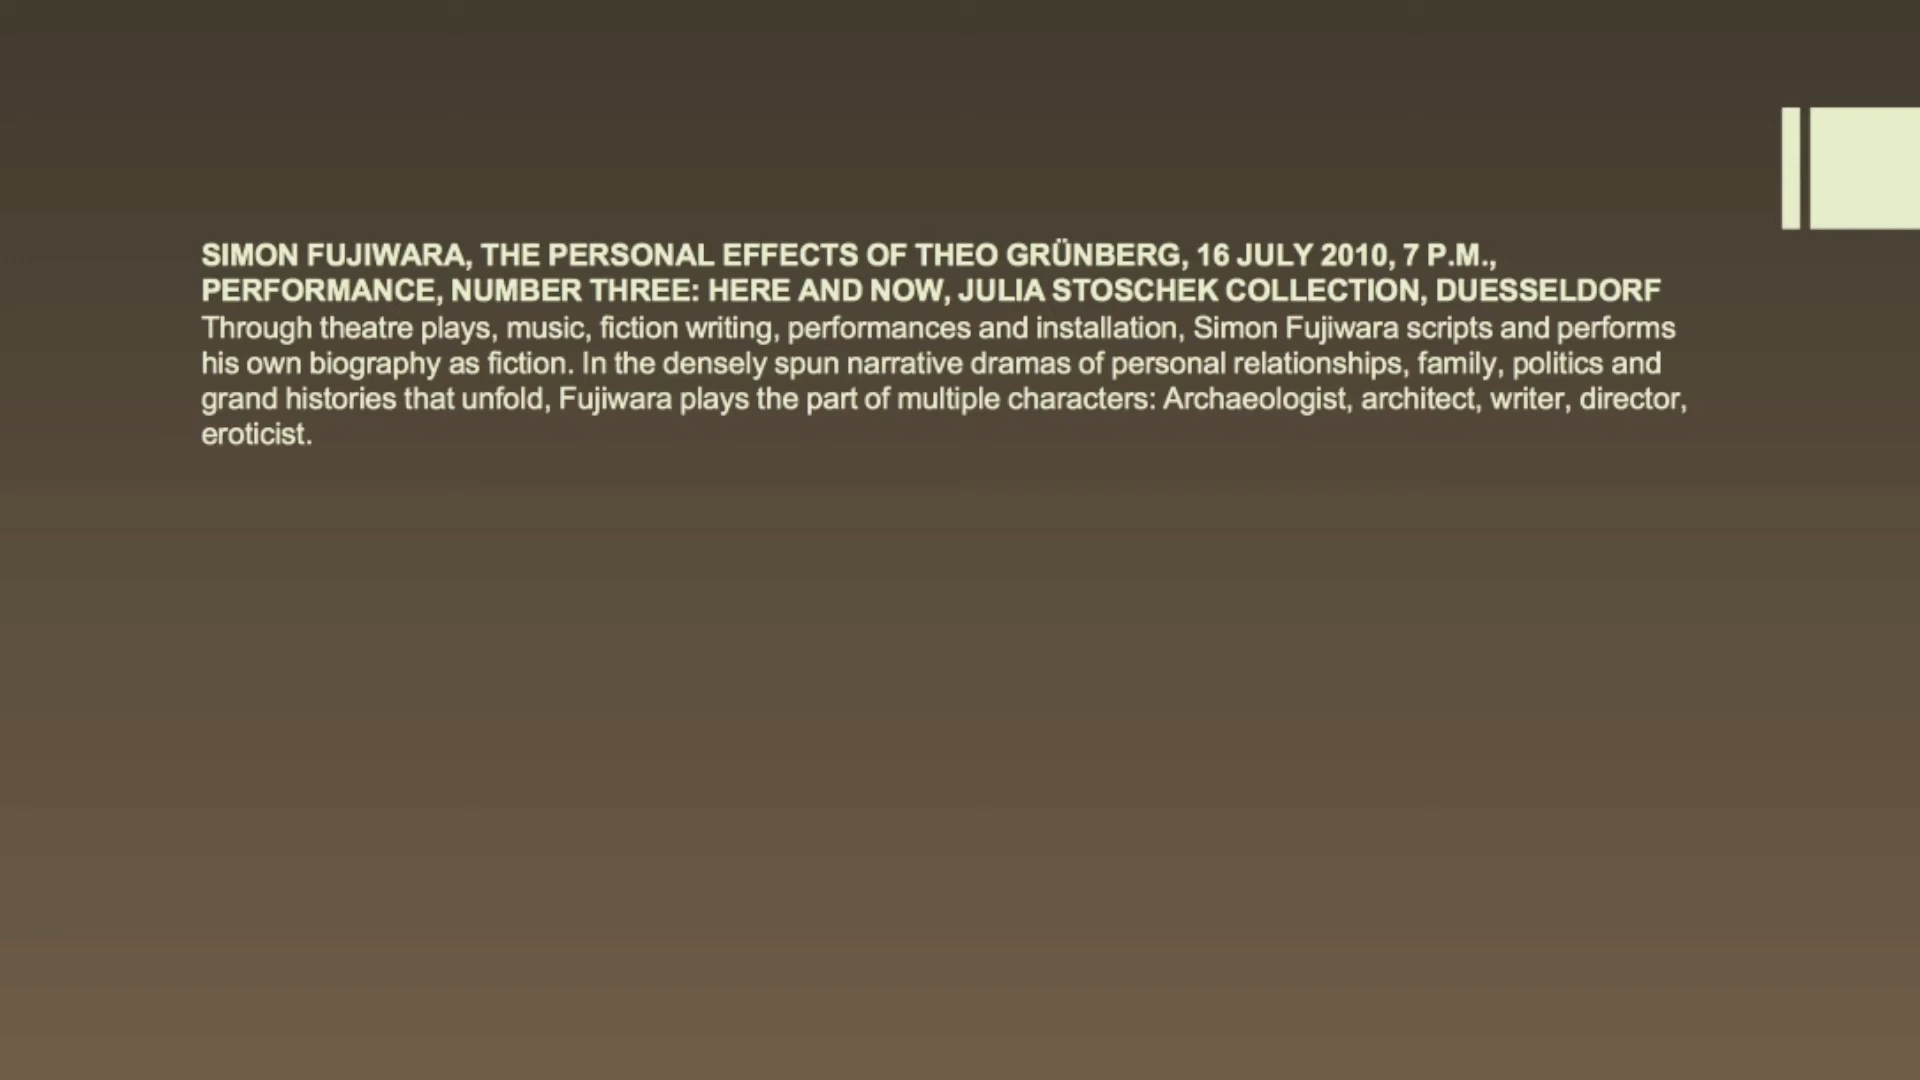 SIMON FUJIWARA, THE PERSONAL EFFECTS OF THEO GRÜNBERG, 16 JULY 2010, 7 P.M.,
PERFORMANCE, NUMBER THREE: HERE AND NOW, JULIA STOSCHEK COLLECTION, DUESSELDORF
Through theatre plays, music, fiction writing, performances and installation, Simon Fujiwara scripts and performs
his own biography as fiction. In the densely spun narrative dramas of personal relationships, family, politics and
grand histories that unfold, Fujiwara plays the part of multiple characters: Archaeologist, architect, writer, director,
eroticist.